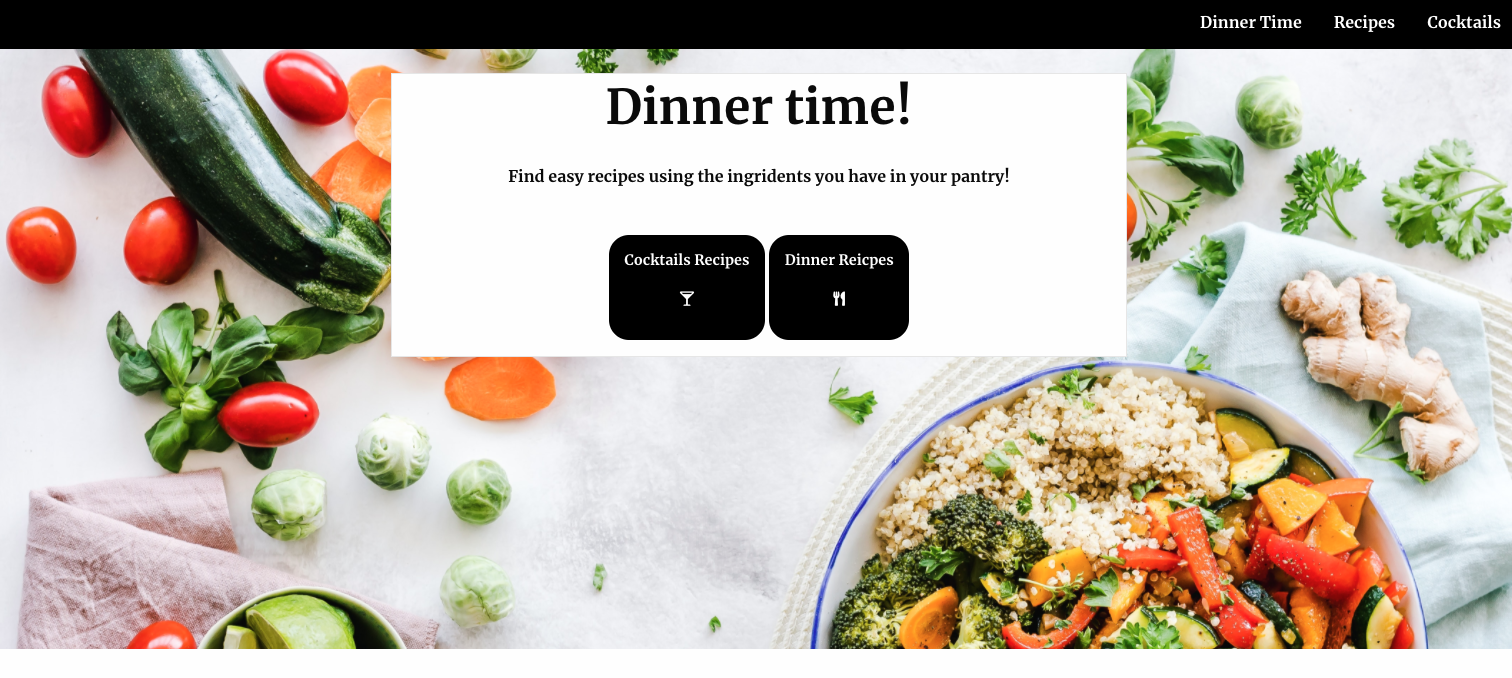 Dinner Time Recipes Cocktails
Dinner time!
Find easy recipes using the ingridents you have in your pantry!
Cocktails Recipes
Dinner Reicpes